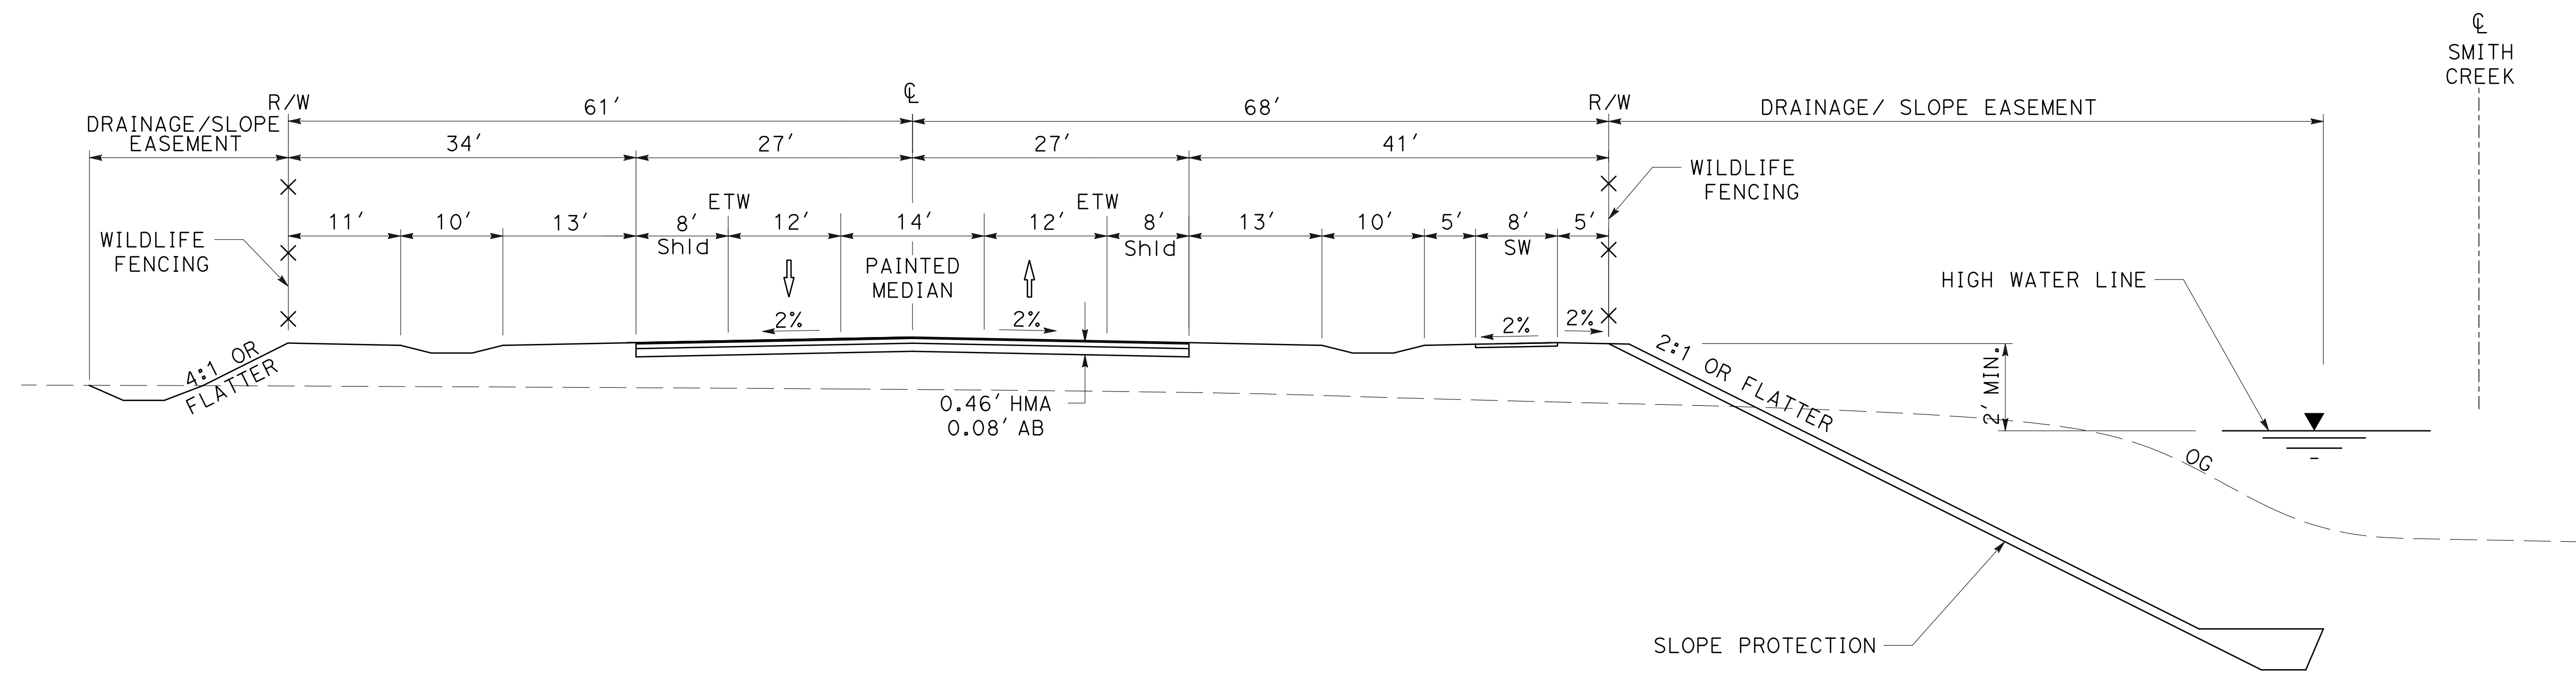 ℄
SMITH
CREEK
℄
R/W
61′
68′
R/W
DRAINAGE/ SLOPE EASEMENT
DRAINAGE/SLOPE
EASEMENT
34′
27′
27′
41′
WILDLIFE
FENCING
ETW
ETW
11′
10′
13′
8′
Shld
12′
14′
12′
8′
Shld
13′
10′
5′
8′
SW
5′
WILDLIFE
FENCING
PAINTED
MEDIAN
HIGH WATER LINE
2%
2%
2%
2%
4:1 OR
FLATTER
2:1 OR FLATTER
2′ MIN.
0.46′ HMA
0.08′ AB
OG
SLOPE PROTECTION